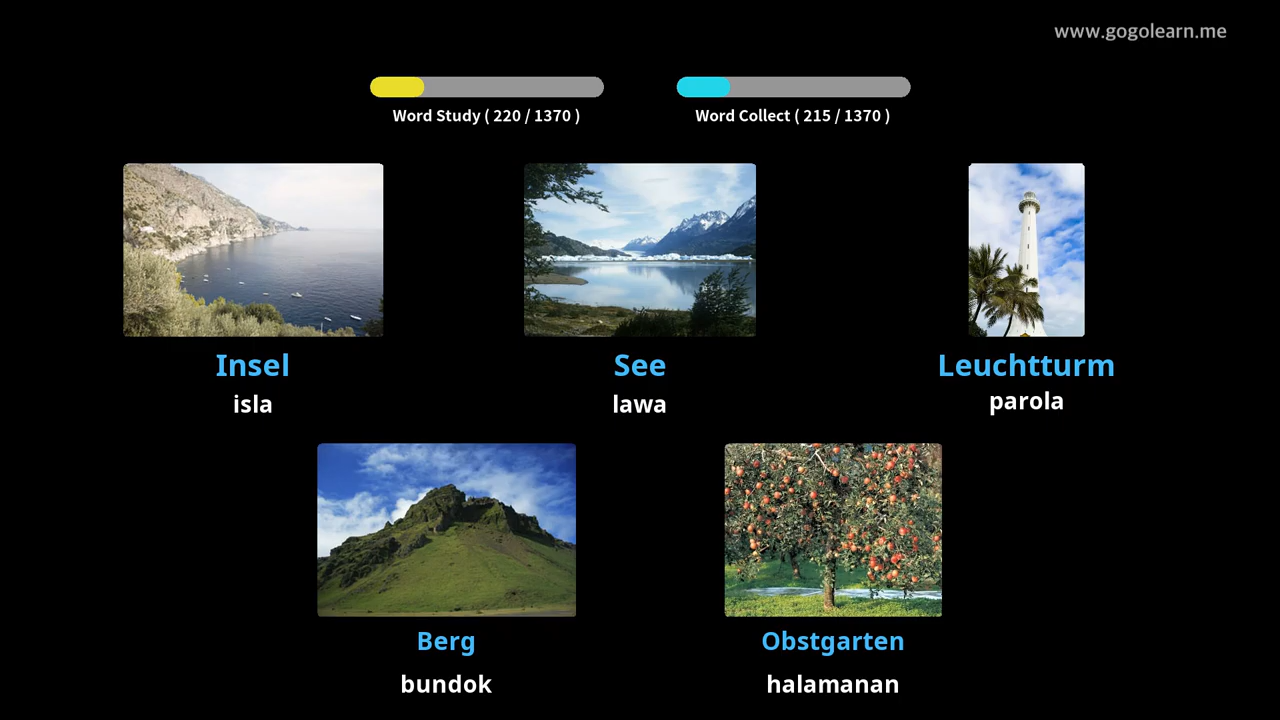 www.gogolearn.me
Word Study ( 220 / 1370 )
Word Collect ( 215 / 1370 )
Insel
isla
See
lawa
Leuchtturm
parola
Berg
bundok
Obstgarten
halamanan